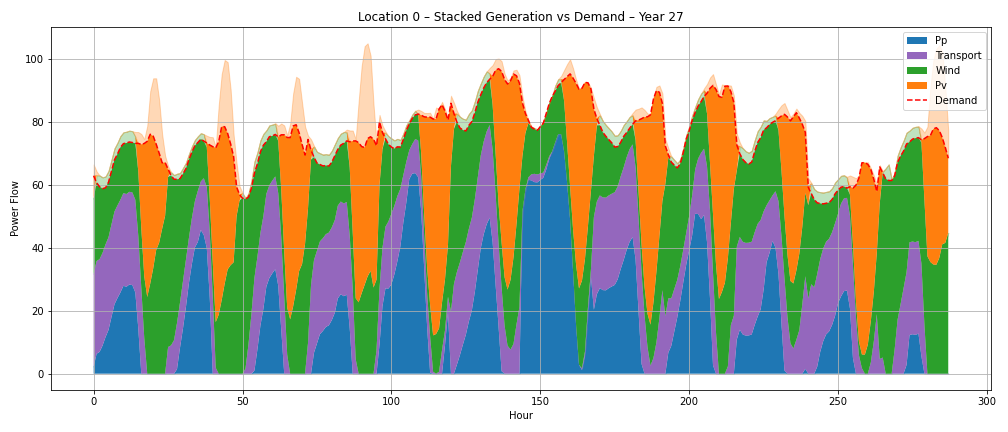 Location 0 – Stacked Generation vs Demand – Year 27
Power Flow
100
80
60
40
20
0
0
50
100
150
200
250
300
Hour
Pp
Transport
Wind
Pv
Demand